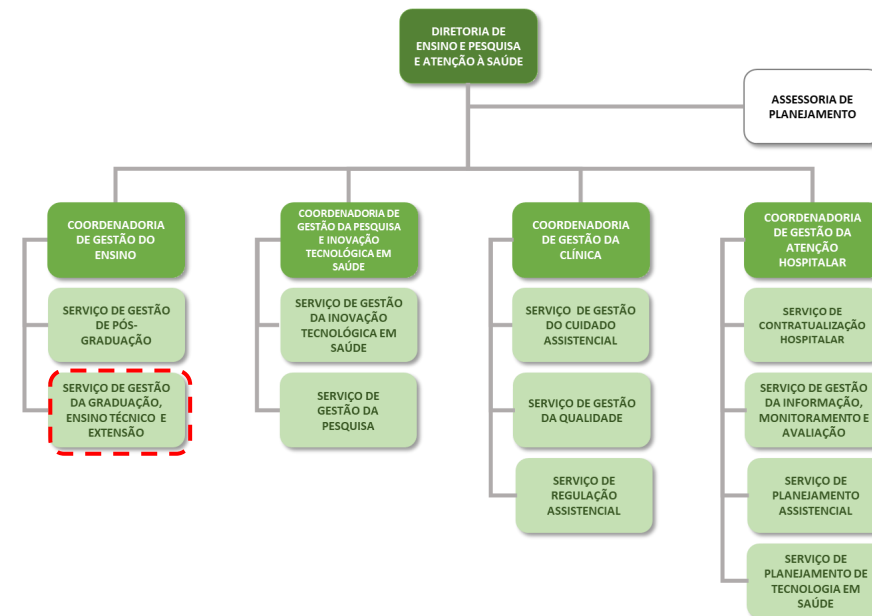 DIRETORIA DE
ENSINO E PESQUISA
E ATENÇÃO À SAÚDE
ASSESSORIA DE
PLANEJAMENTO
COORDENADORIA
DE GESTÃO DO
ENSINO
SERVIÇO DE GESTÃO
DE PÓS-
GRADUAÇÃO
SERVIÇO DE GESTÃO
DA GRADUAÇÃO,
ENSINO TÉCNICO E
EXTENSÃO
COORDENADORIA DE
GESTÃO DA PESQUISA
E INOVAÇÃO
TECNOLÓGICA EM
SAÚDE
SERVIÇO DE GESTÃO
DA INOVAÇÃO
TECNOLÓGICA EM
SAÚDE
SERVIÇO DE
GESTÃO DA
PESQUISA
COORDENADORIA
DE GESTÃO DA
CLÍNICA
SERVIÇO DE GESTÃO
DO CUIDADO
ASSISTENCIAL
SERVIÇO DE GESTÃO
DA QUALIDADE
SERVIÇO DE
REGULAÇÃO
ASSISTENCIAL
COORDENADORIA
DE GESTÃO DA
ATENÇÃO
HOSPITALAR
SERVIÇO DE
CONTRATUALIZAÇÃO
HOSPITALAR
SERVIÇO DE GESTÃO
DA INFORMAÇÃO,
MONITORAMENTO E
AVALIAÇÃO
SERVIÇO DE
PLANEJAMENTO
ASSISTENCIAL
SERVIÇO DE
PLANEJAMENTO DE
TECNOLOGIA EM
SAÚDE